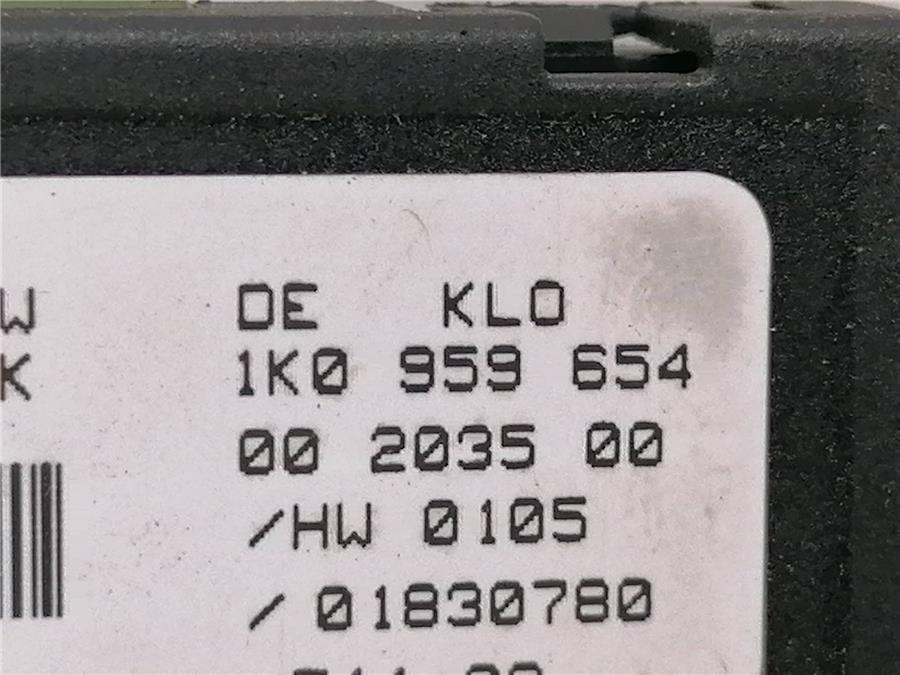 W DE KLO
K 1K0 959 654
00 2035 00
/HW 0105
/01830780